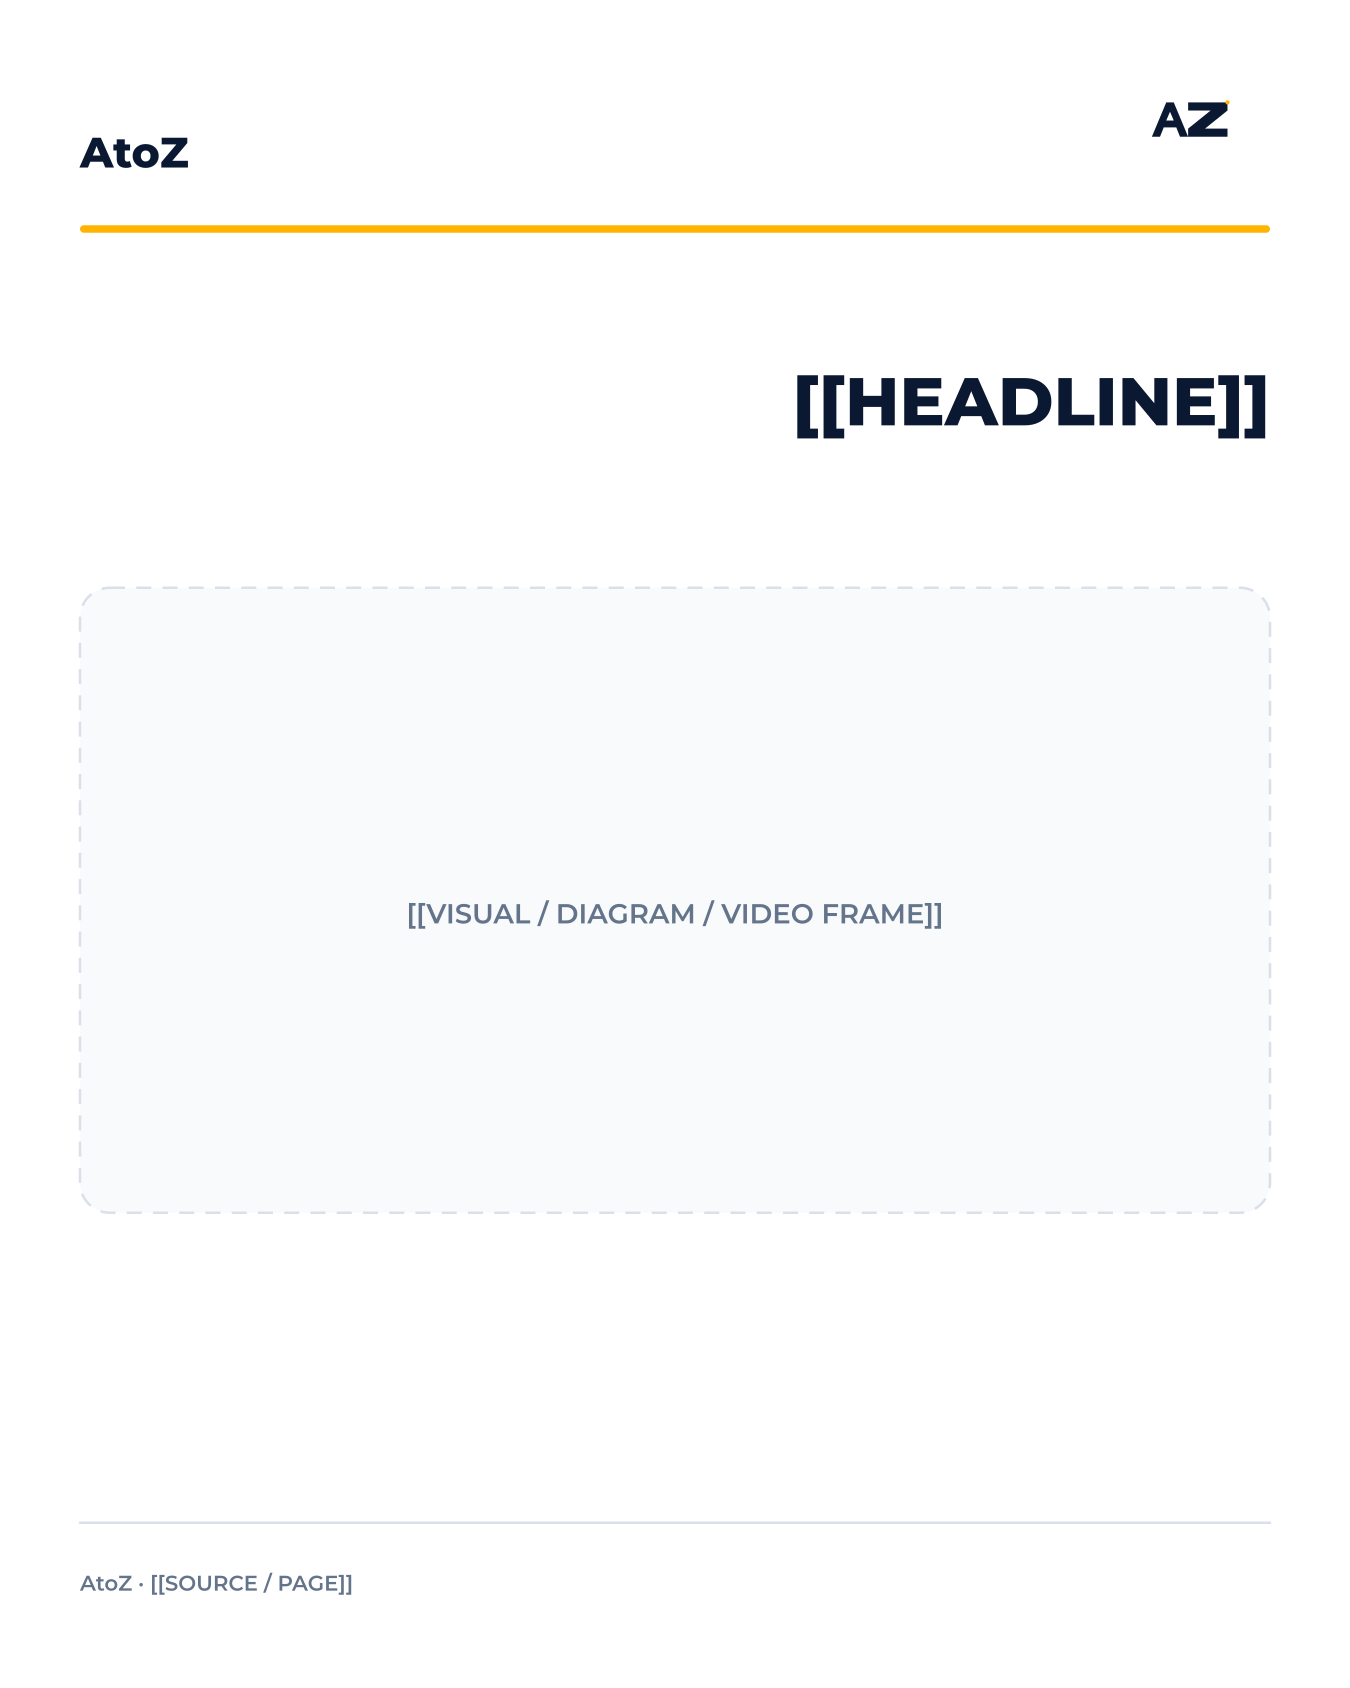 AZ
AtoZ
[[HEADLINE]]
[[VISUAL / DIAGRAM / VIDEO FRAME]]
AtoZ · [[SOURCE / PAGE]]